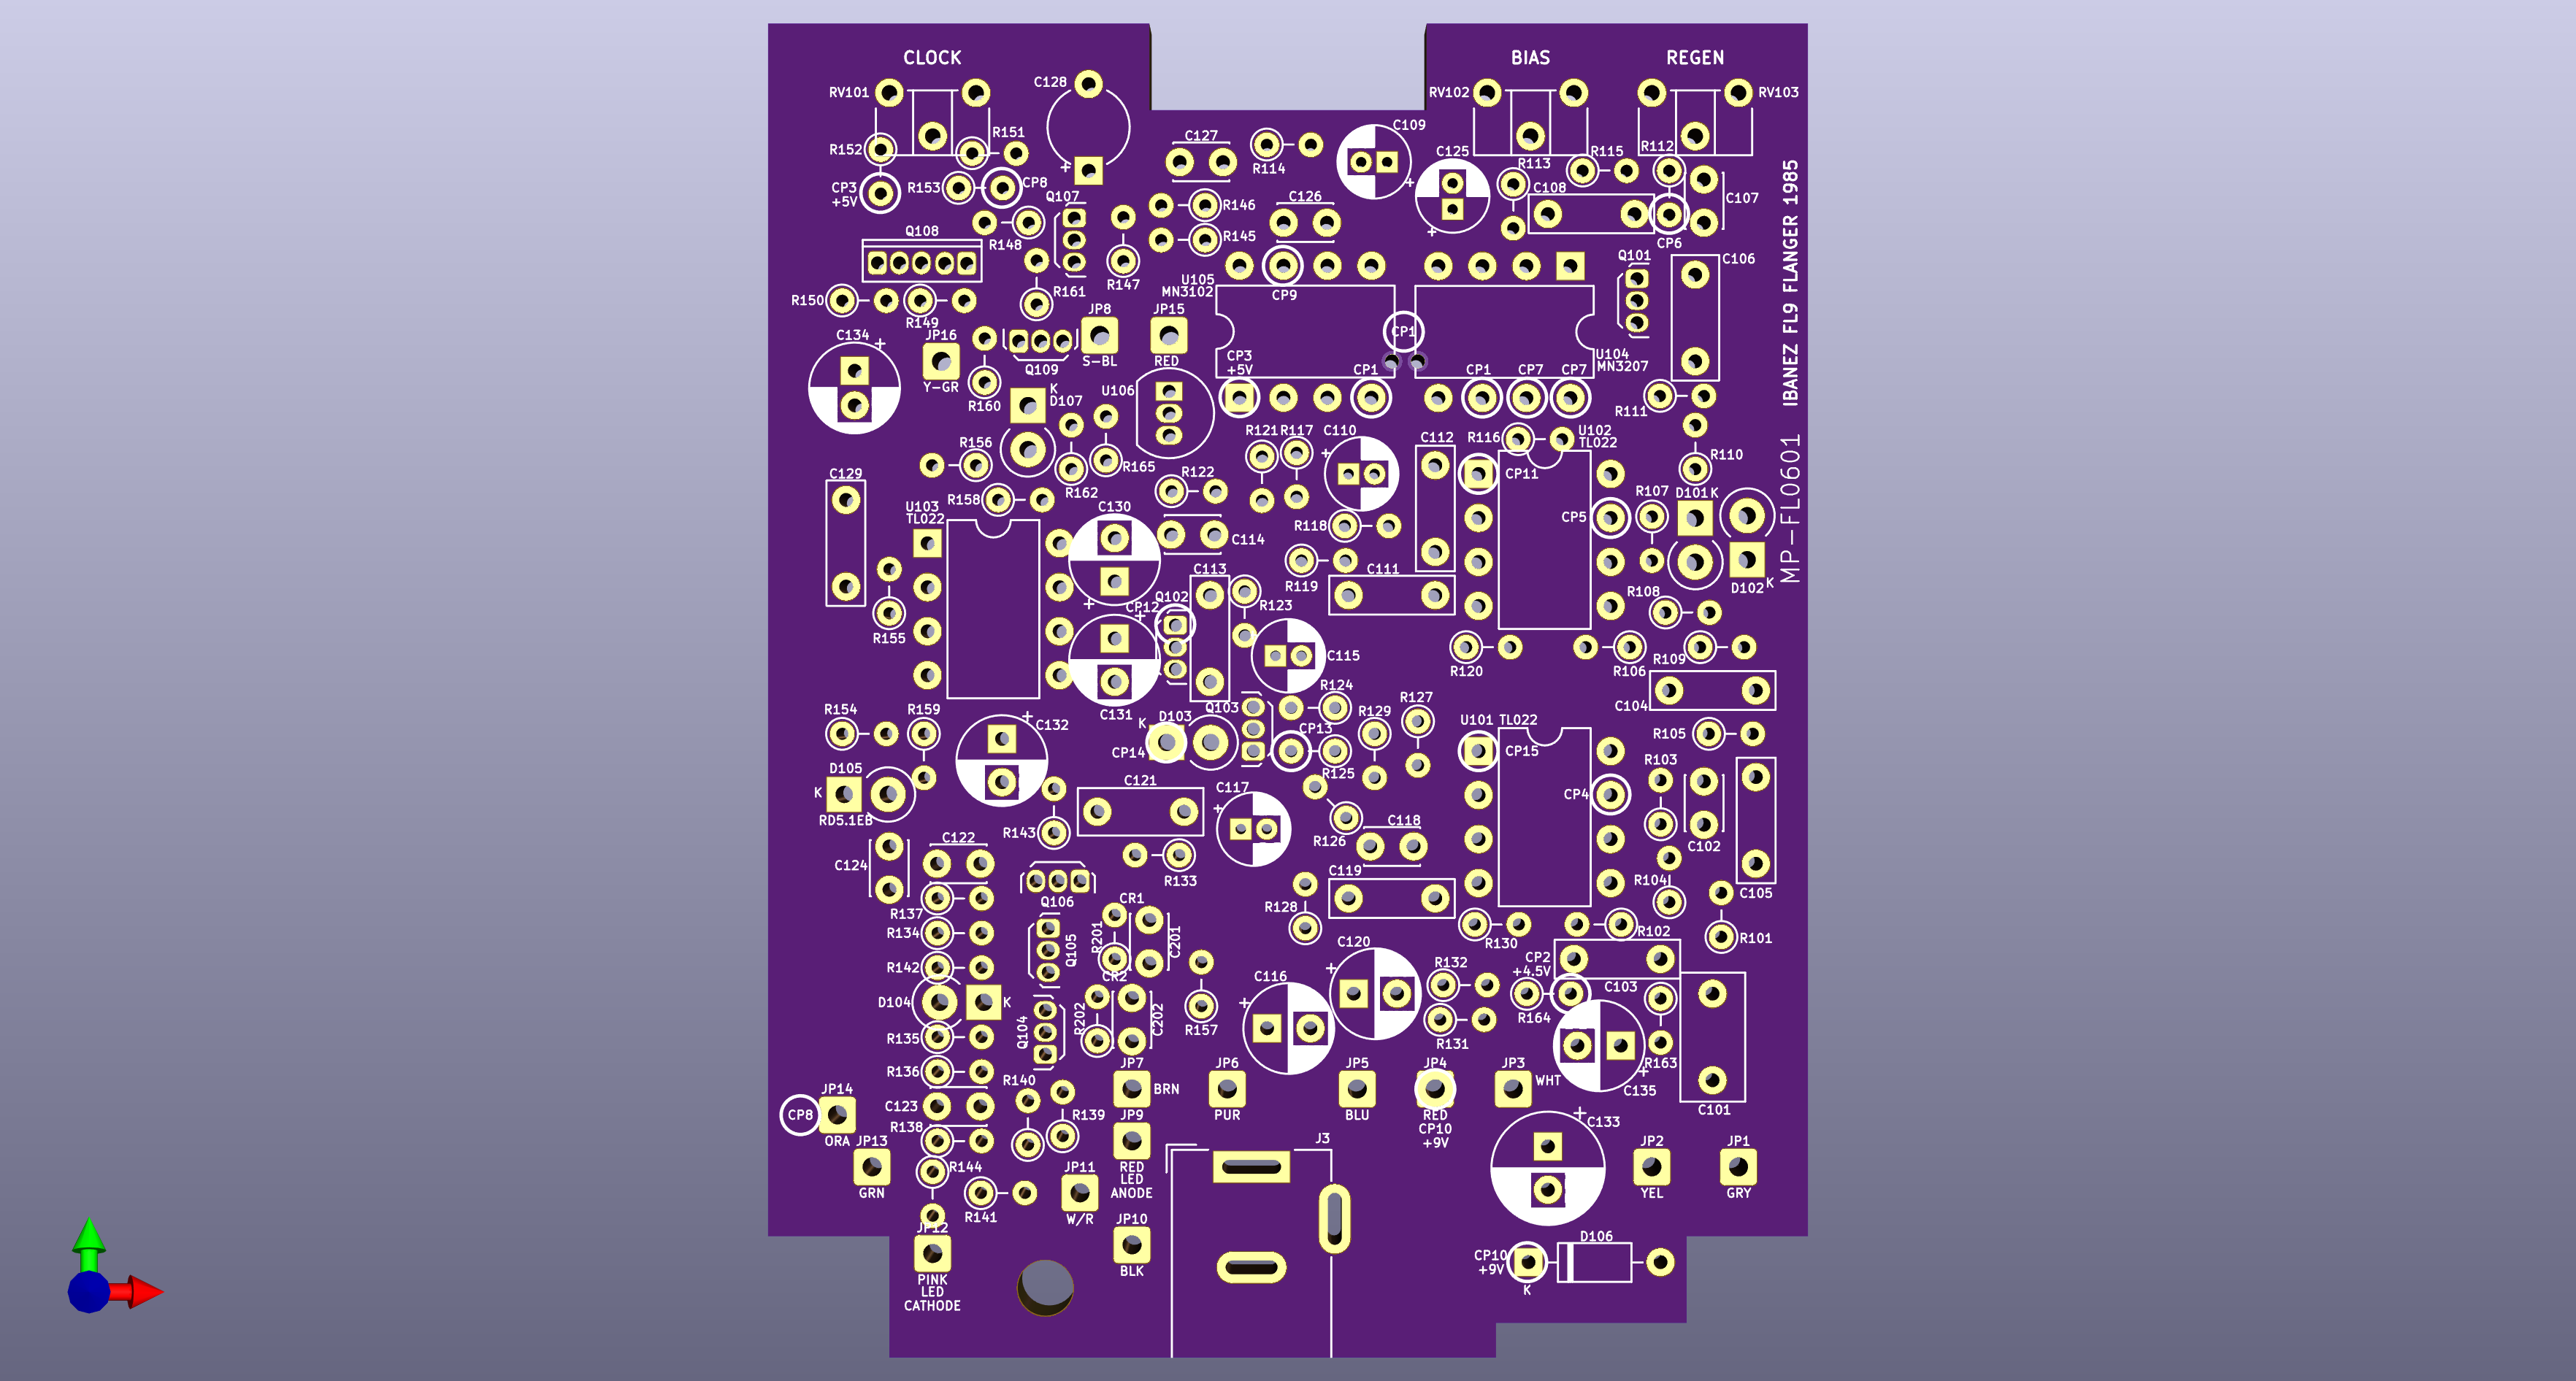 CLOCK
BIAS
REGEN
C128
RV101
RV102
RV103
C109
R151
C127
R152
R114
C125
R113
R115
R112
CP3
+5V
R153
CP8
Q107
C108
C107
R146
C126
R148
R145
Q108
CP6
Q101
C106
IBANEZ FL9 FLANGER 1985
U105
MN3102
R147
CP9
R161
R150
R149
JP8
JP15
C134
JP16
CP1
S-BL
RED
Q109
CP3
+5V
U104
MN3207
Y-GR
CP1
CP1
CP7
CP7
K
D107
U106
R160
R111
R121
R117
C110
C112
R116
U102
TL022
R156
R110
MP-FL0601
R165
C129
R122
CP11
R162
R158
R107
D101
K
U103
TL022
C130
R118
CP5
C114
C113
C111
R119
R108
D102
K
CP12
Q102
R123
R155
C115
R120
R106
R109
R124
C104
R154
R159
C132
C131
K
D103
Q103
R129
R127
U101
TL022
CP14
CP13
CP15
R105
D105
R125
R103
K
C121
C117
CP4
RD5.1EB
R143
R126
C118
C102
C122
C124
R133
C119
R104
C105
Q106
CR1
R128
R137
R134
R201
C201
Q105
R130
R102
R101
C120
R142
CR2
C116
R132
CP2
+4.5V
C103
D104
K
R202
C202
Q104
R157
R164
R135
R131
R163
JP7
JP6
JP5
JP4
JP3
R136
R140
BRN
WHT
C135
JP14
C123
R139
JP9
PUR
BLU
RED
C101
CP8
R138
CP10
+9V
C133
ORA
JP13
J3
JP2
JP1
R144
JP11
RED
LED
ANODE
GRN
YEL
GRY
R141
W/R
JP10
JP12
D106
CP10
+9V
BLK
PINK
LED
CATHODE
K